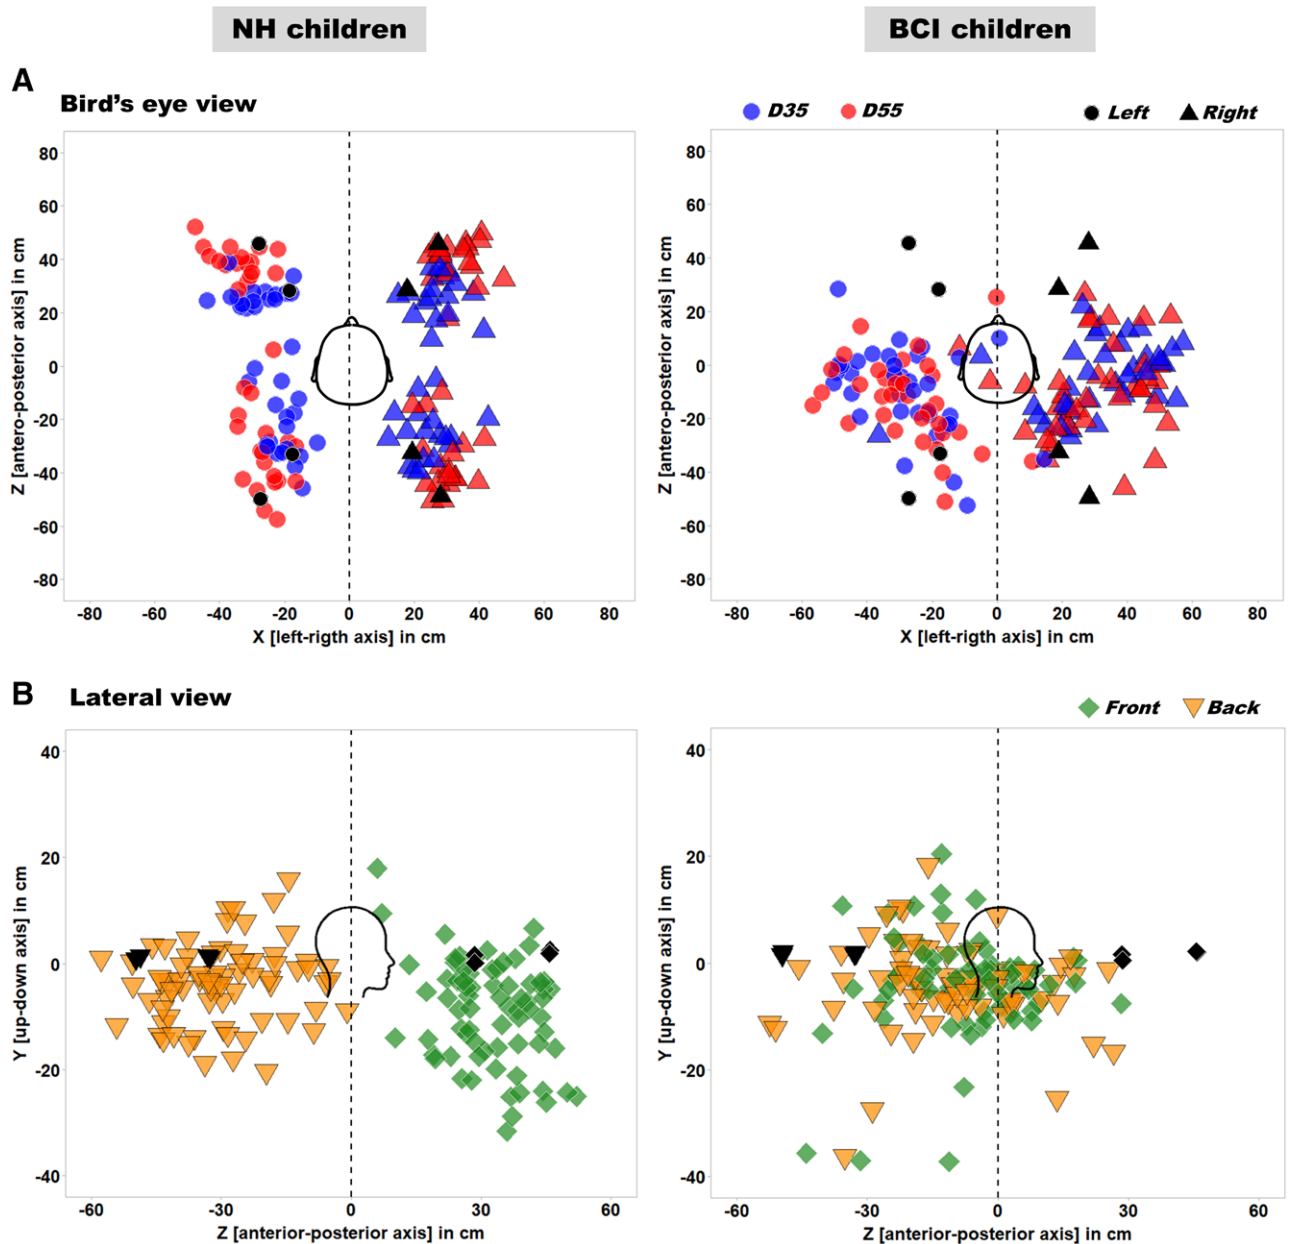 NH children
BCI children
A
Bird's eye view
D35 D55 Left Right
80
60
40
20
0
-20
-40
-60
-80
Z [antero-posterior axis] in cm
-80 -60 -40 -20 0 20 40 60 80
X [left-rigth axis] in cm
80
60
40
20
0
-20
-40
-60
-80
Z [antero-posterior axis] in cm
-80 -60 -40 -20 0 20 40 60 80
X [left-rigth axis] in cm
B
Lateral view
Front Back
40
20
0
-20
-40
Y [up-down axis] in cm
-60 -30 0 30 60
Z [anterior-posterior axis] in cm
40
20
0
-20
-40
Y [up-down axis] in cm
-60 -30 0 30 60
Z [anterior-posterior axis] in cm